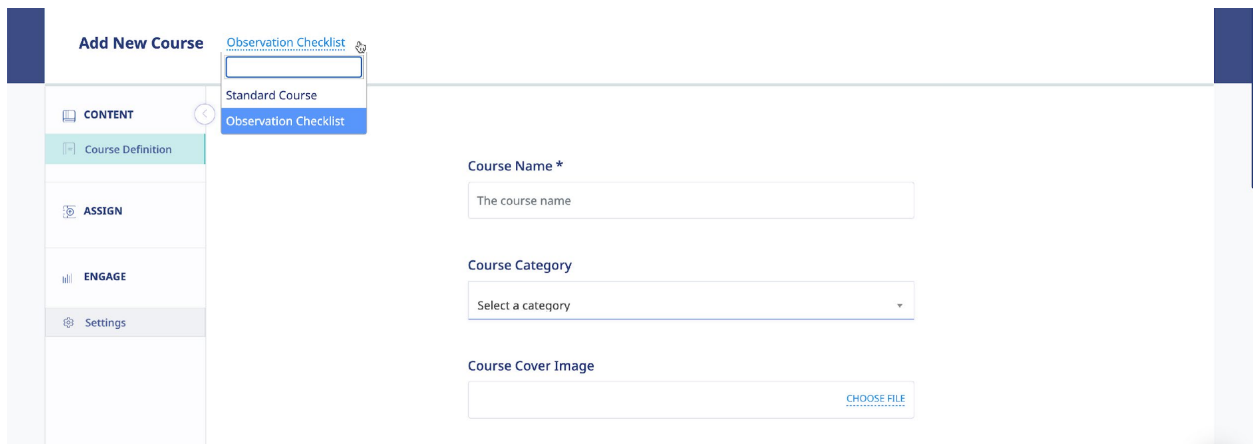 Add New Course Observation Checklist
Standard Course
Observation Checklist
CONTENT
Course Definition
ASSIGN
ENGAGE
Settings
Course Name *
The course name
Course Category
Select a category
Course Cover Image
CHOOSE FILE